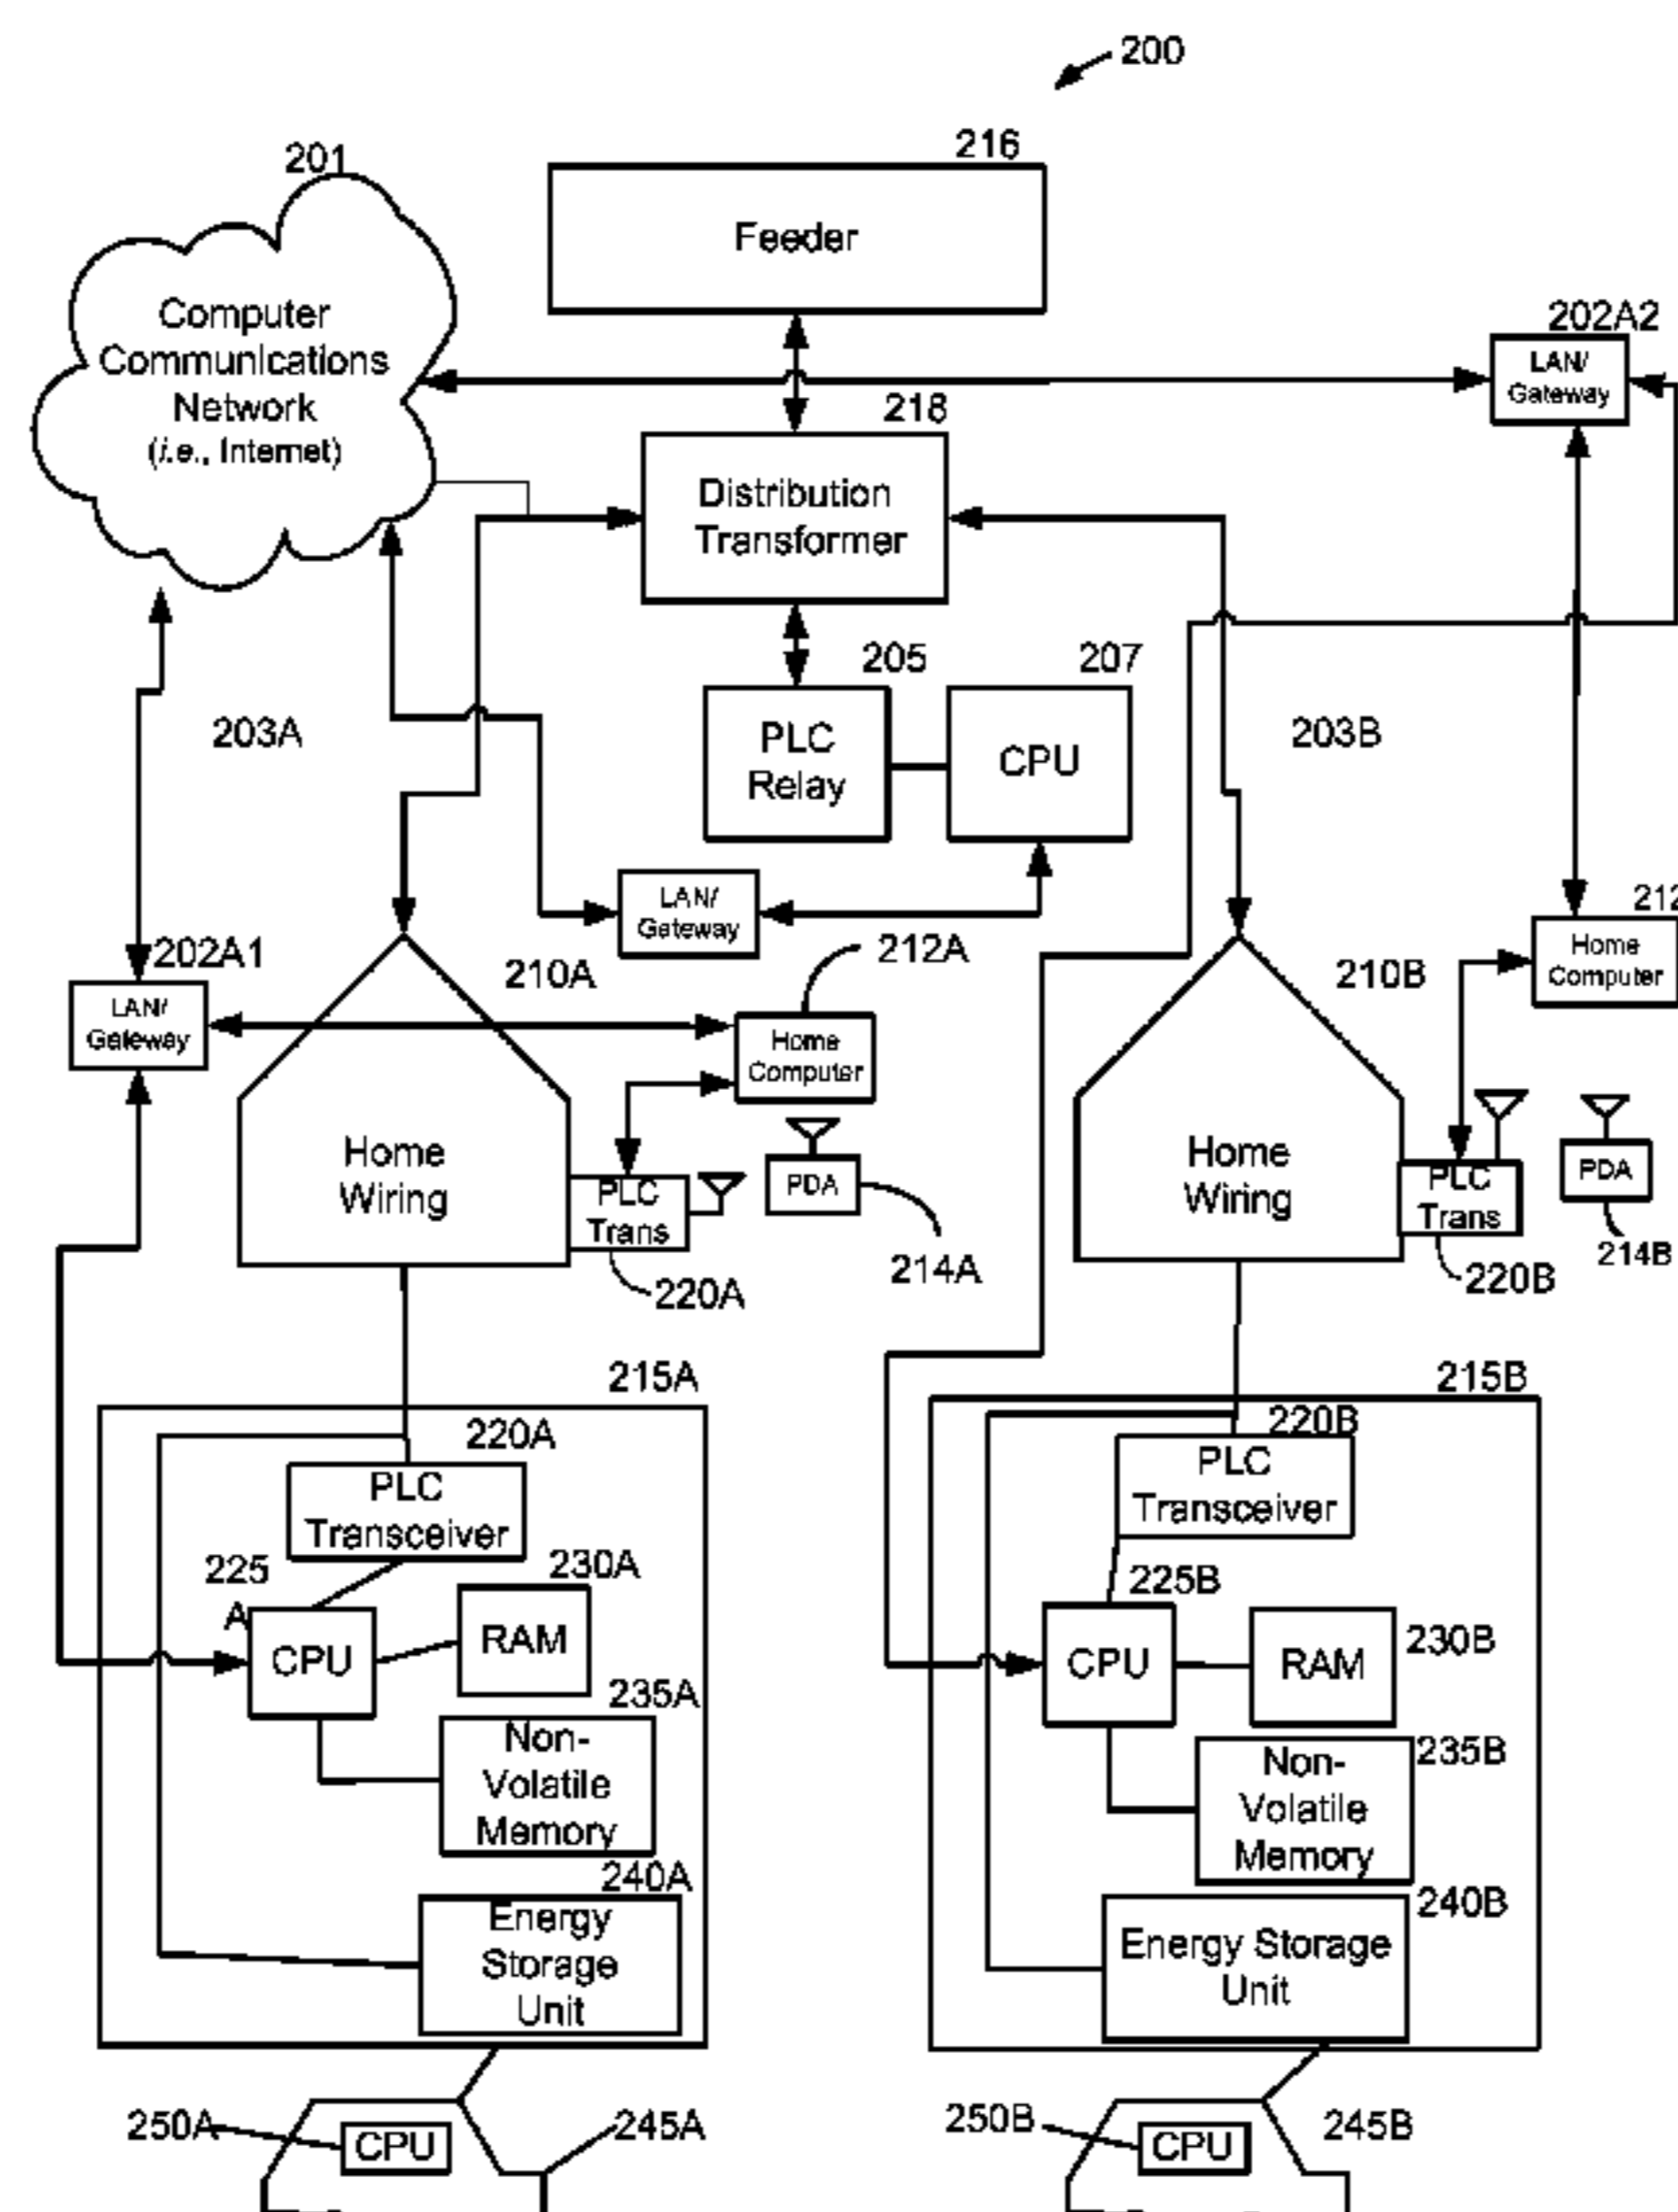 200
216
201
Feeder
Computer
Communications
Network
(i.e., Internet)
202A2
LAN/
Gateway
218
Distribution
Transformer
205
207
PLC
Relay
CPU
203A
203B
LAN/
Gateway
212
Home
Computer
202A1
LAN/
Gateway
210A
212A
210B
Home
Computer
Home
Wiring
PLC
Trans
PDA
Home
Wiring
PLC
Trans
PDA
214A
220A
220B
214B
215A
215B
220A
PLC
Transceiver
220B
PLC
Transceiver
225
A
CPU
230A
RAM
225B
CPU
RAM
230B
235A
Non-
Volatile
Memory
235B
Non-
Volatile
Memory
240A
Energy
Storage
Unit
240B
Energy Storage
Unit
250A
CPU
245A
250B
CPU
245B